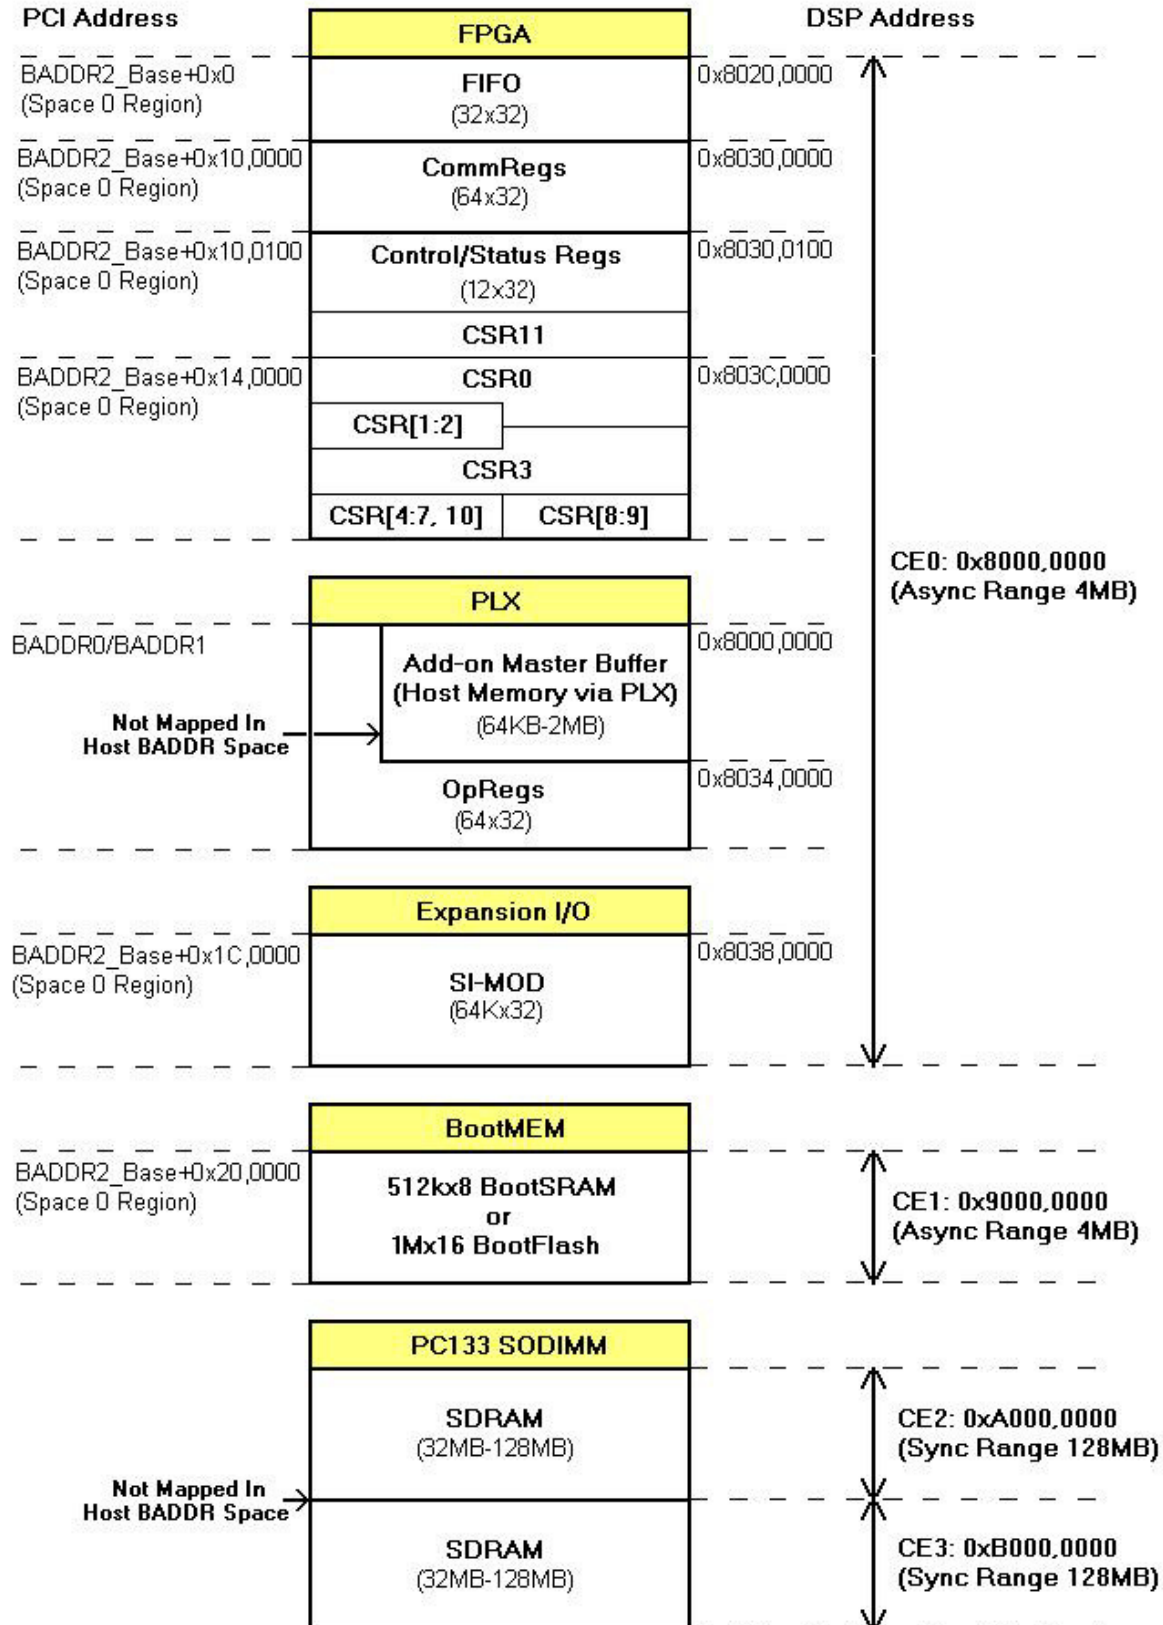 PCI Address
DSP Address
FPGA
BADDR2_Base+0x0
(Space 0 Region)
FIFO
(32x32)
0x8020,0000
BADDR2_Base+0x10,0000
(Space 0 Region)
CommRegs
(64x32)
0x8030,0000
BADDR2_Base+0x10,0100
(Space 0 Region)
Control/Status Regs
(12x32)
0x8030,0100
CSR11
BADDR2_Base+0x14,0000
(Space 0 Region)
CSR0
0x803C,0000
CSR[1:2]
CSR3
CSR[4:7, 10]
CSR[8:9]
CE0: 0x8000,0000
(Async Range 4MB)
PLX
BADDR0/BADDR1
0x8000,0000
Add-on Master Buffer
(Host Memory via PLX)
(64KB-2MB)
Not Mapped In
Host BADDR Space
OpRegs
(64x32)
0x8034,0000
Expansion I/O
BADDR2_Base+0x1C,0000
(Space 0 Region)
SI-MOD
(64Kx32)
0x8038,0000
BootMEM
BADDR2_Base+0x20,0000
(Space 0 Region)
512kx8 BootSRAM
or
1Mx16 BootFlash
CE1: 0x9000,0000
(Async Range 4MB)
PC133 SODIMM
SDRAM
(32MB-128MB)
CE2: 0xA000,0000
(Sync Range 128MB)
Not Mapped In
Host BADDR Space
SDRAM
(32MB-128MB)
CE3: 0xB000,0000
(Sync Range 128MB)